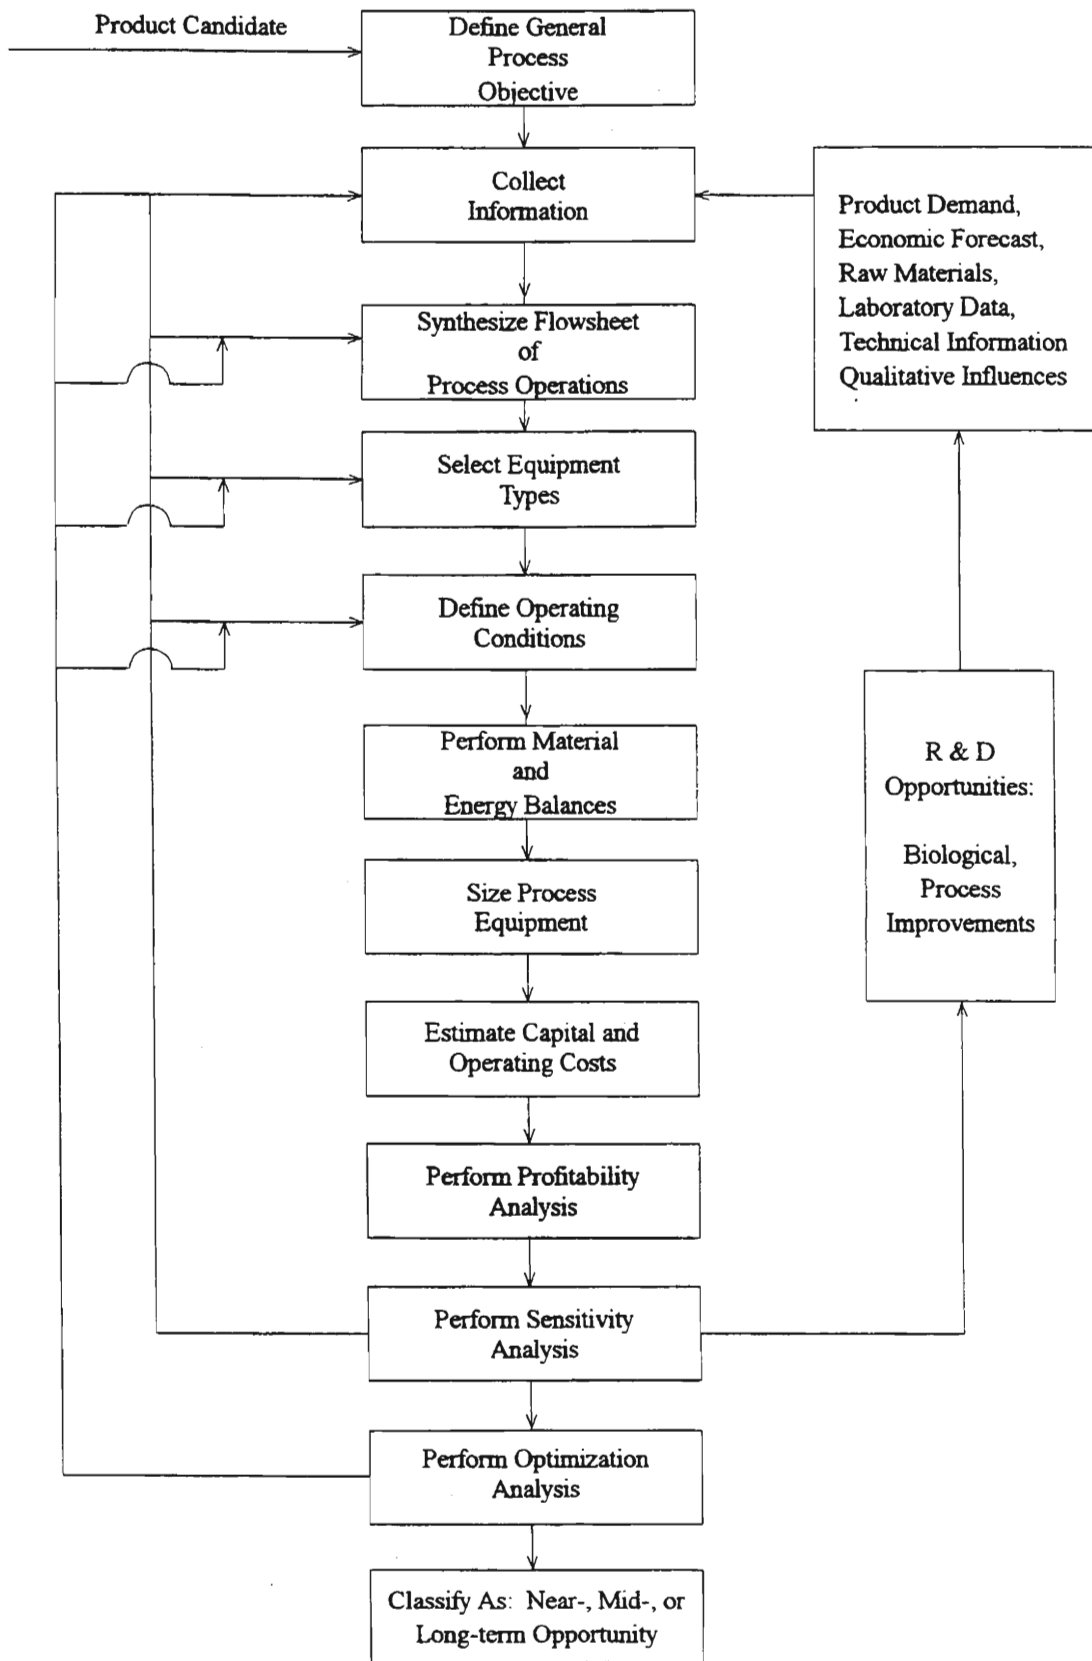 Product Candidate
Define General
Process
Objective
Collect
Information
Product Demand,
Economic Forecast,
Raw Materials,
Laboratory Data,
Technical Information
Qualitative Influences
Synthesize Flowsheet
of
Process Operations
Select Equipment
Types
Define Operating
Conditions
Perform Material
and
Energy Balances
R & D
Opportunities:
Biological,
Process
Improvements
Size Process
Equipment
Estimate Capital and
Operating Costs
Perform Profitability
Analysis
Perform Sensitivity
Analysis
Perform Optimization
Analysis
Classify As: Near-, Mid-, or
Long-term Opportunity